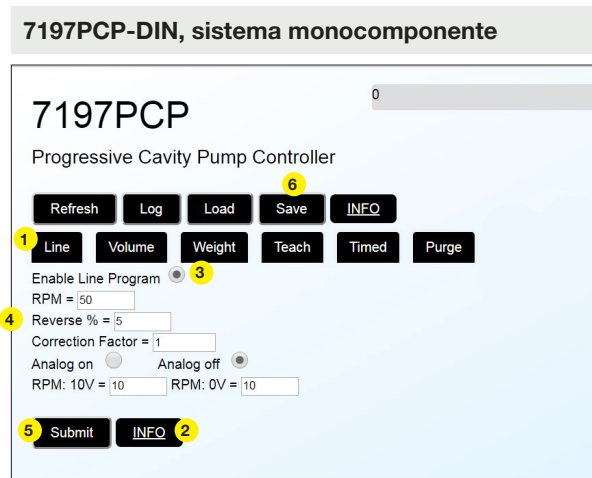 7197PCP-DIN, sistema monocomponente
0
7197PCP
Progressive Cavity Pump Controller
6
Refresh Log Load Save INFO
1
Line Volume Weight Teach Timed Purge
Enable Line Program 3
RPM = 50
4 Reverse % = 5
Correction Factor = 1
Analog on Analog off
RPM: 10V = 10 RPM: 0V = 10
5 Submit INFO 2